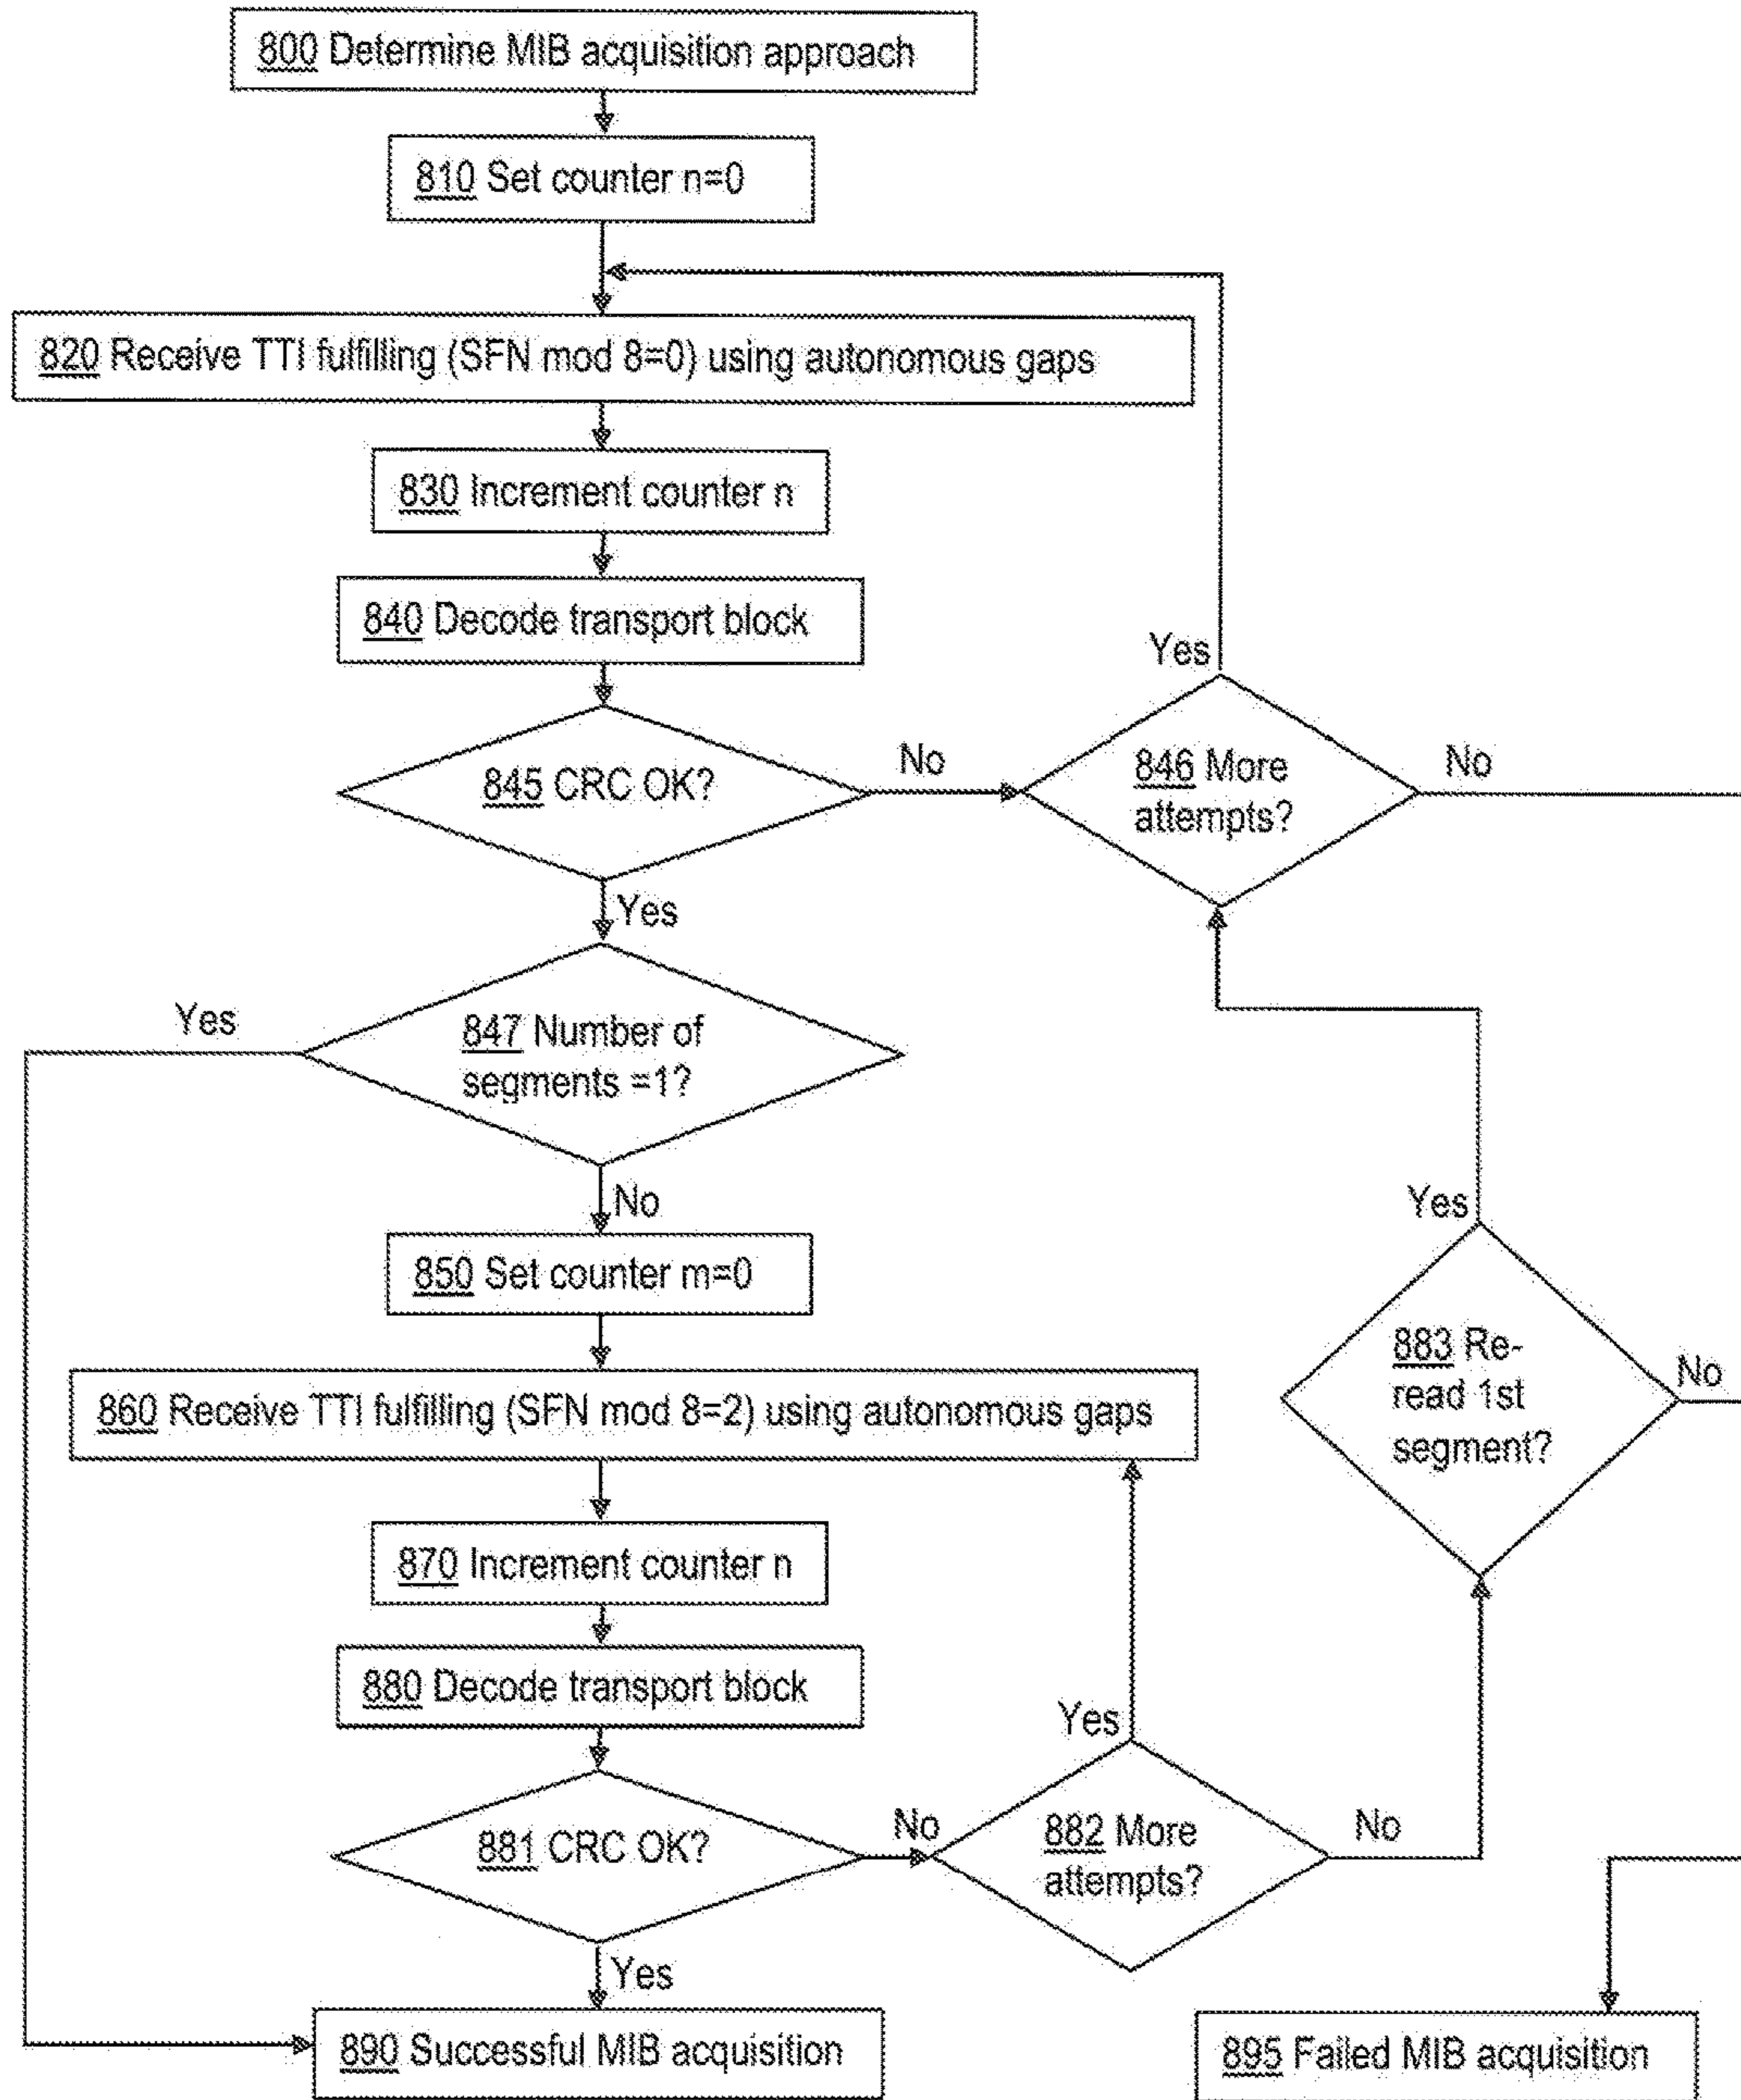 800 Determine MIB acquisition approach
810 Set counter n=0
820 Receive TTI fulfilling (SFN mod 8=0) using autonomous gaps
830 Increment counter n
840 Decode transport block
Yes
845 CRC OK?
No
846 More
attempts?
No
Yes
Yes
847 Number of
segments =1?
No
850 Set counter m=0
Yes
883 Re-
read 1st
segment?
No
860 Receive TTI fulfilling (SFN mod 8=2) using autonomous gaps
870 Increment counter n
880 Decode transport block
Yes
881 CRC OK?
No
882 More
attempts?
No
Yes
890 Successful MIB acquisition
895 Failed MIB acquisition